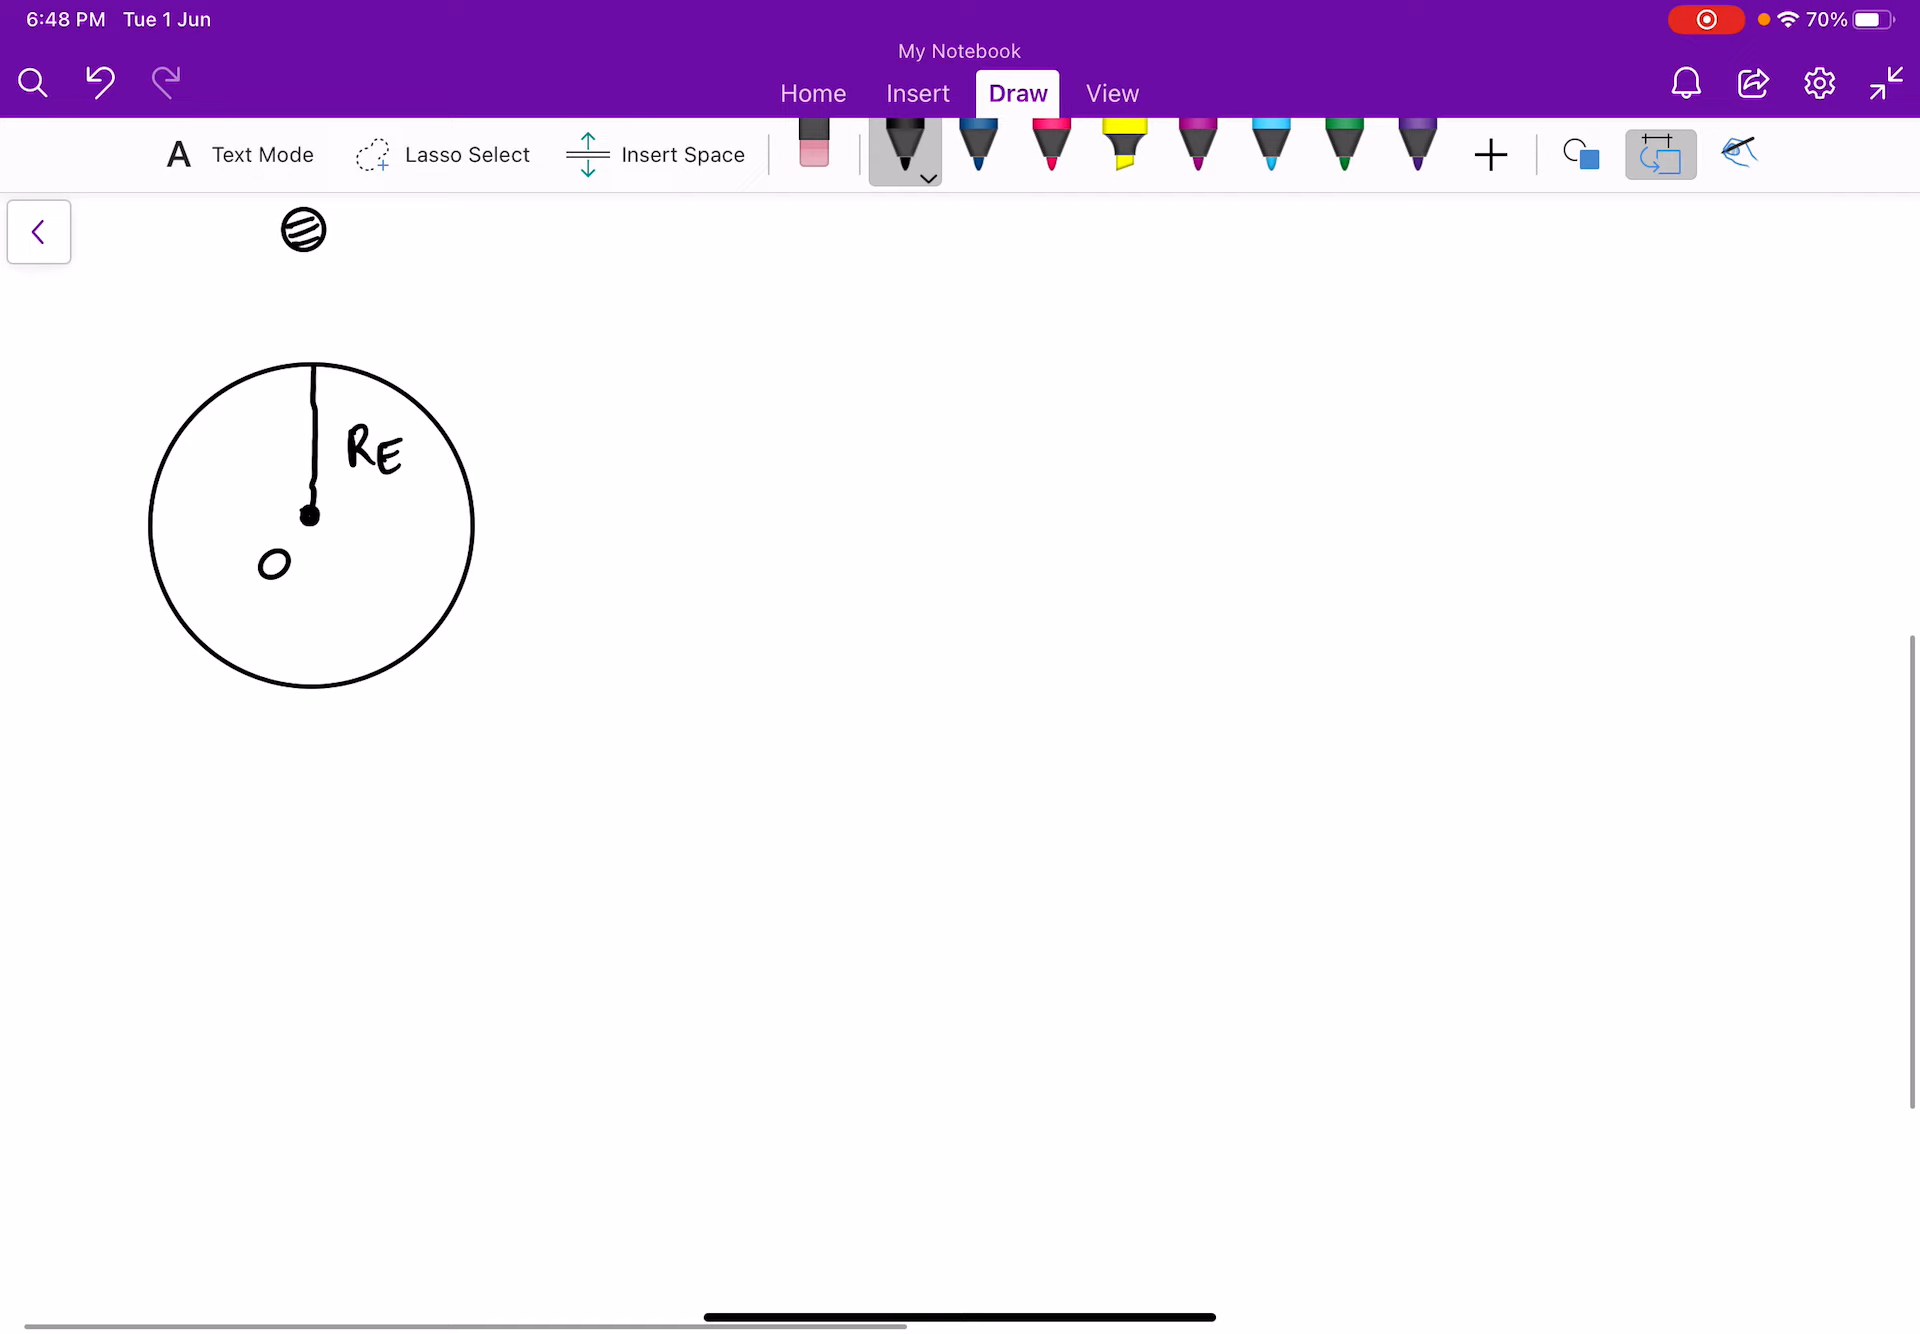 6:48 PM Tue 1 Jun
70%
My Notebook
Home Insert Draw View
A Text Mode Lasso Select Insert Space
RE
O